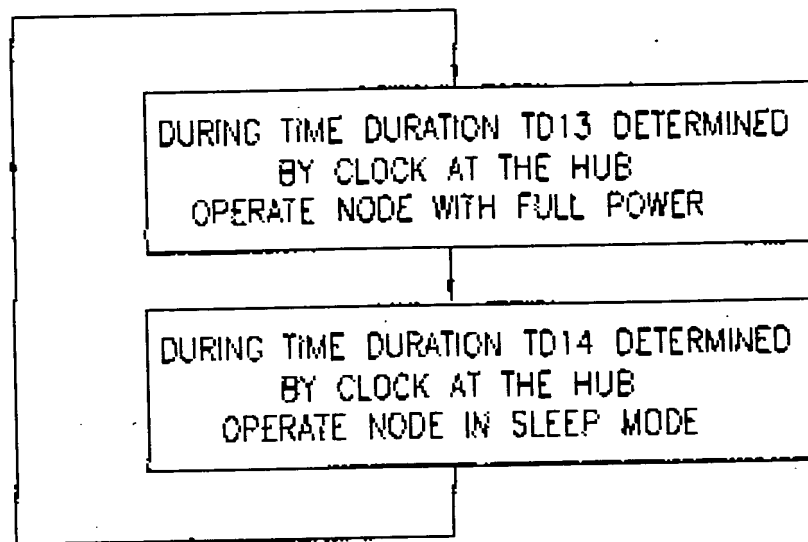 DURING TIME DURATION TD13 DETERMINED
BY CLOCK AT THE HUB
OPERATE NODE WITH FULL POWER
DURING TIME DURATION TD14 DETERMINED
BY CLOCK AT THE HUB
OPERATE NODE IN SLEEP MODE